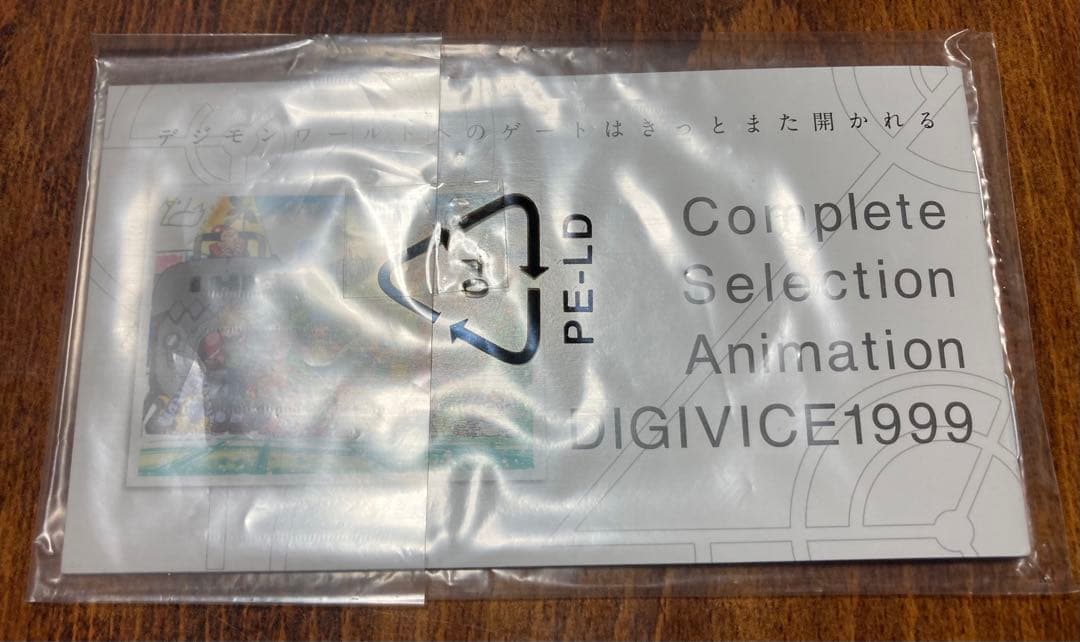 デジモンワールドへのゲートはきっとまた開かれる
Complete
Selection
Animation
DIGIVICE1999
PE-LD
04